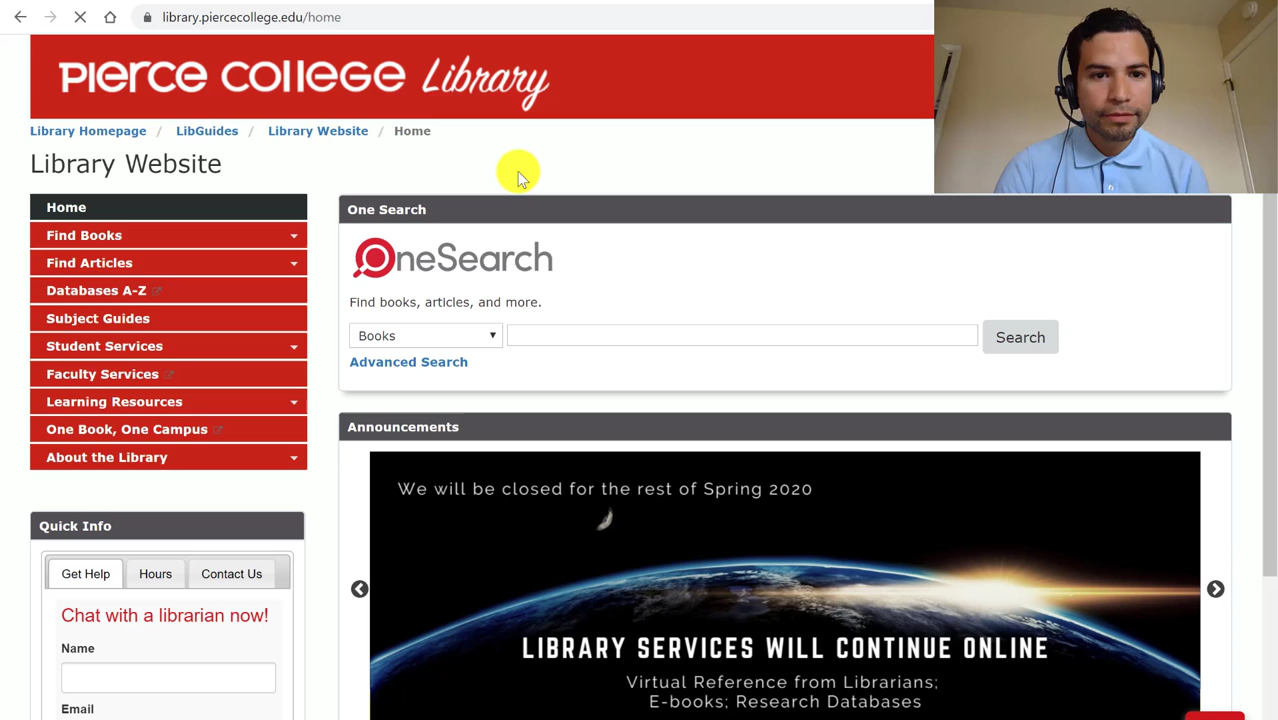 library.piercecollege.edu/home
PIERCE COLLEGE Library
Library Homepage / LibGuides / Library Website / Home
Library Website
Home
Find Books
Find Articles
Databases A-Z
Subject Guides
Student Services
Faculty Services
Learning Resources
One Book, One Campus
About the Library
Quick Info
Get Help Hours Contact Us
Chat with a librarian now!
Name
Email
One Search
OneSearch
Find books, articles, and more.
Books Search
Advanced Search
Announcements
We will be closed for the rest of Spring 2020
LIBRARY SERVICES WILL CONTINUE ONLINE
Virtual Reference from Librarians;
E-books; Research Databases